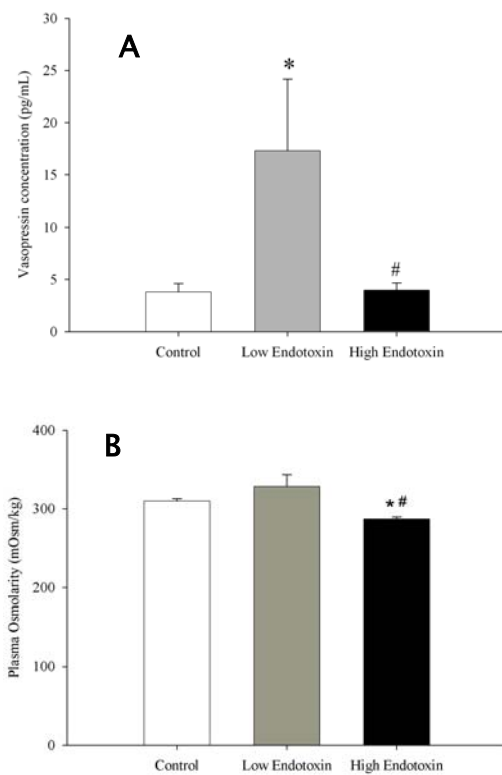 A
Vasopressin concentration (pg/mL)
30
25
20
15
10
5
0
*
#
Control Low Endotoxin High Endotoxin
B
Plasma Osmolarity (mOsm/kg)
400
300
200
100
0
*#
Control Low Endotoxin High Endotoxin